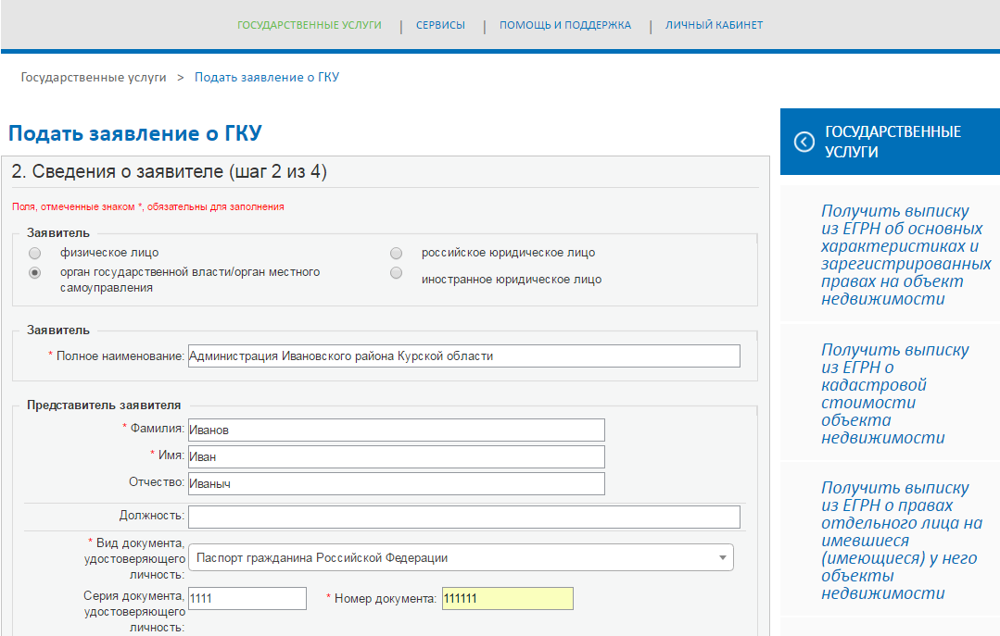 ГОСУДАРСТВЕННЫЕ УСЛУГИ | СЕРВИСЫ | ПОМОЩЬ И ПОДДЕРЖКА | ЛИЧНЫЙ КАБИНЕТ
Государственные услуги > Подать заявление о ГКУ
Подать заявление о ГКУ
2. Сведения о заявителе (шаг 2 из 4)
Поля, отмеченные знаком *, обязательны для заполнения
Заявитель
физическое лицо
российское юридическое лицо
орган государственной власти/орган местного
самоуправления
иностранное юридическое лицо
Заявитель
* Полное наименование: Администрация Ивановского района Курской области
Представитель заявителя
* Фамилия: Иванов
* Имя: Иван
Отчество: Иваныч
Должность:
* Вид документа,
удостоверяющего
личность:
Паспорт гражданина Российской Федерации
Серия документа,
удостоверяющего
личность:
1111
* Номер документа: 111111
ГОСУДАРСТВЕННЫЕ
УСЛУГИ
Получить выписку
из ЕГРН об основных
характеристиках и
зарегистрированных
правах на объект
недвижимости
Получить выписку
из ЕГРН о
кадастровой
стоимости
объекта
недвижимости
Получить выписку
из ЕГРН о правах
отдельного лица на
имевшиеся
(имеющиеся) у него
объекты
недвижимости